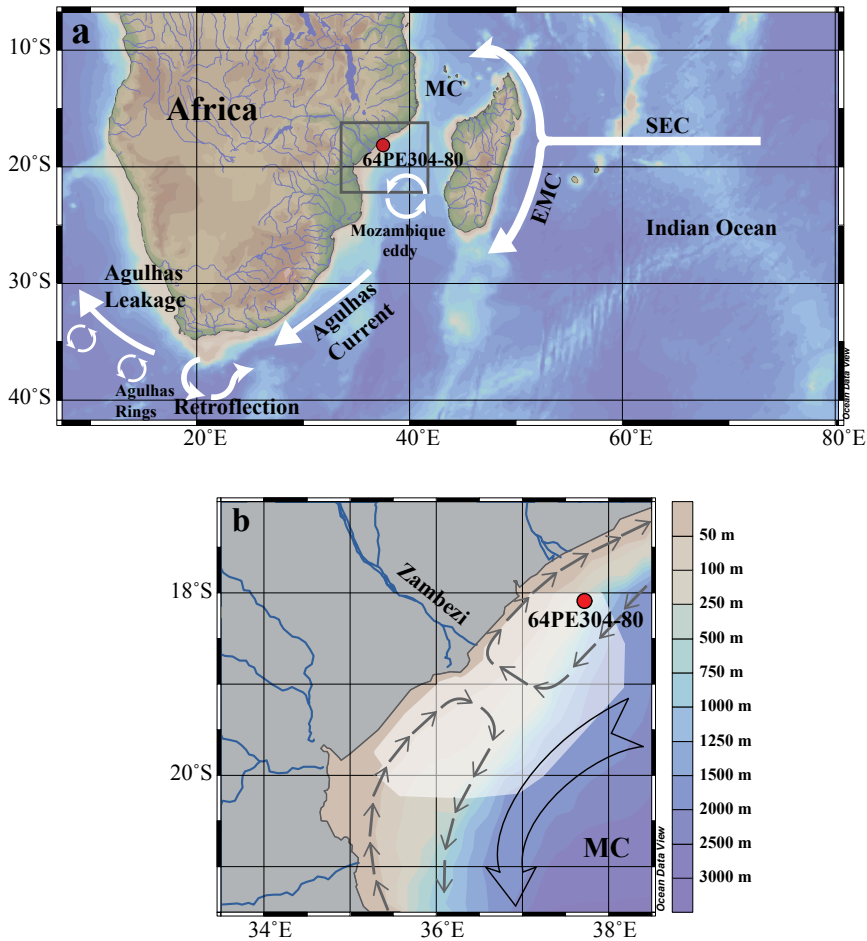 a
10°S
20°S
30°S
40°S
Africa
MC
SEC
64PE304-80
EMC
Mozambique
eddy
Indian Ocean
Agulhas
Leakage
Agulhas
Current
Agulhas
Rings
Retroflection
Ocean Data View
20°E
40°E
60°E
80°E
b
18°S
20°S
Zambezi
64PE304-80
MC
Ocean Data View
34°E
36°E
37°E
38°E
50 m
100 m
250 m
500 m
750 m
1000 m
1250 m
1500 m
2000 m
2500 m
3000 m